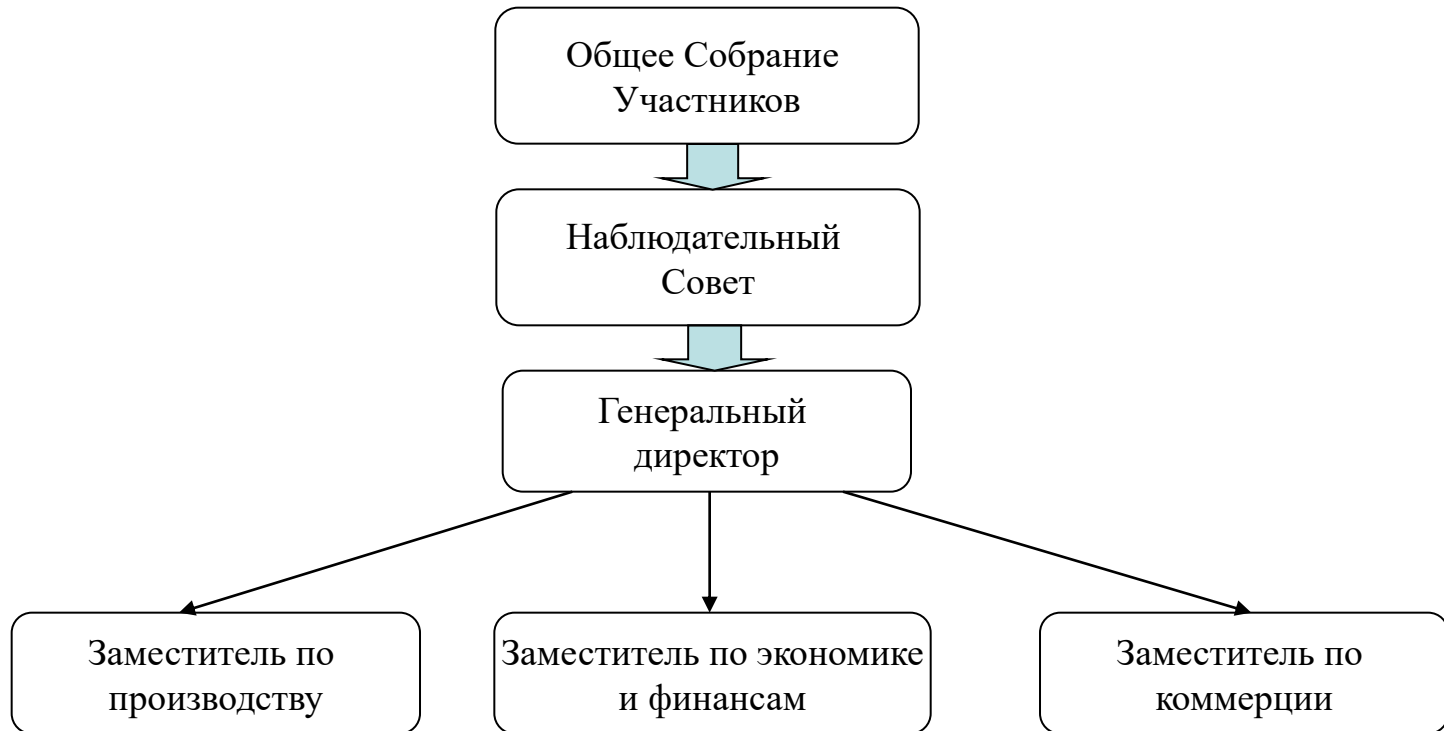 Общее Собрание
Участников
Наблюдательный
Совет
Генеральный
директор
Заместитель по
производству
Заместитель по экономике
и финансам
Заместитель по
коммерции